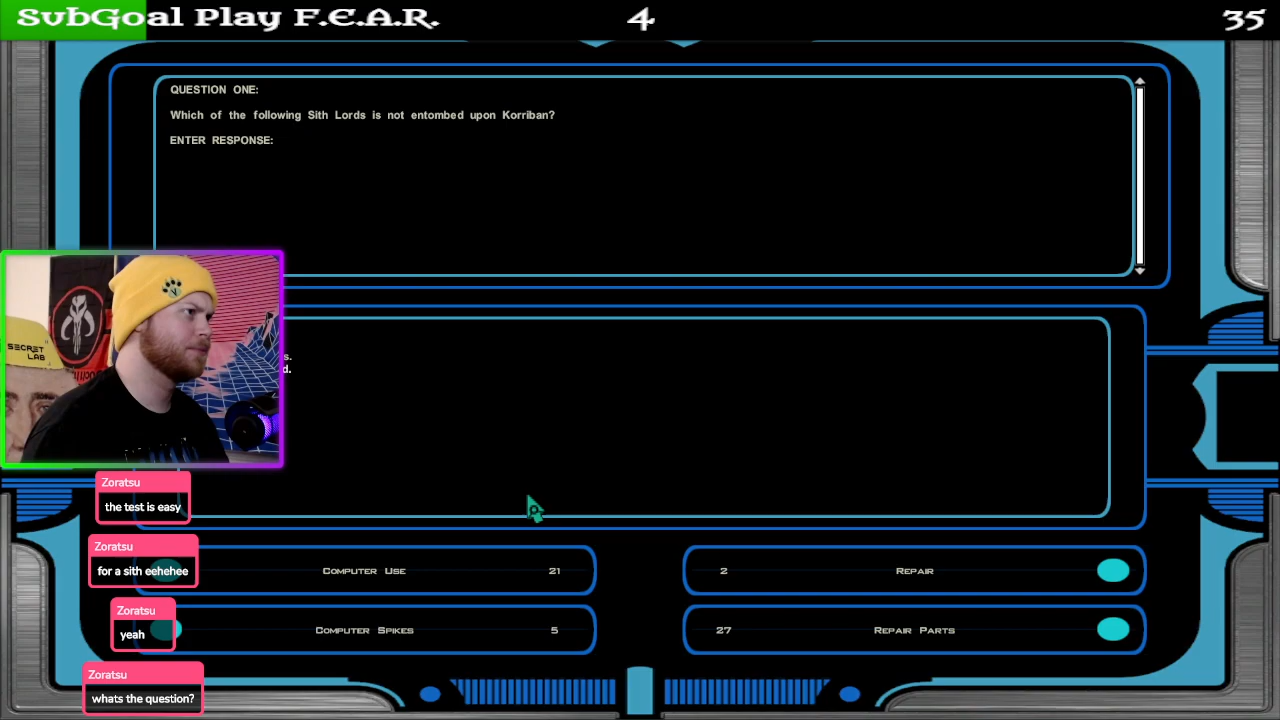 SubGoal Play F.E.A.R.
4
35
QUESTION ONE:
Which of the following Sith Lords is not entombed upon Korriban?
ENTER RESPONSE:
SECRET
LAB
s.
d.
Zoratsu
the test is easy
Zoratsu
for a sith eehehee
Zoratsu
yeah
Zoratsu
whats the question?
Computer Use 21
2 Repair
Computer Spikes 5
27 Repair Parts